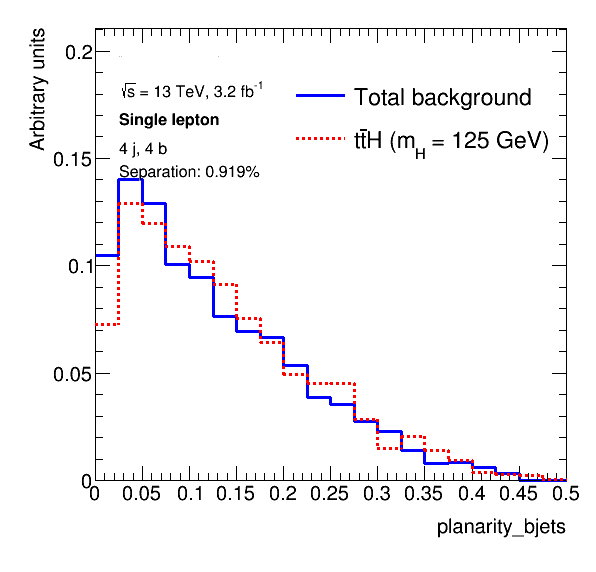 Arbitrary units
0.2
0.15
0.1
0.05
0
√s = 13 TeV, 3.2 fb⁻¹
Single lepton
4 j, 4 b
Separation: 0.919%
Total background
tt̄H (m_H = 125 GeV)
0 0.05 0.1 0.15 0.2 0.25 0.3 0.35 0.4 0.45 0.5
planarity_bjets